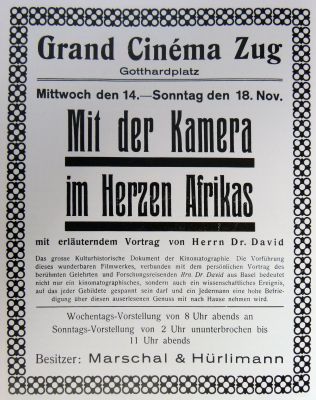 Grand Cinéma Zug
Gotthardplatz
Mittwoch den 14.—Sonntag den 18. Nov.
Mit der Kamera
im Herzen Afrikas
mit erläuterndem Vortrag von Herrn Dr. David
Das grosse Kulturhistorische Dokument der Kinomatographie. Die Vorführung
dieses wunderbaren Filmwerkes, verbunden mit dem persönlichen Vortrag des
berühmten Gelehrten und Forschungsreisenden Hrn. Dr. David aus Basel bedeutet
nicht nur ein kinomatographisches, sondern auch ein wissenschaftliches Ereignis,
auf das jeder Gebildete gespannt sein darf und ein Jedermann eine hohe Befrie-
digung über diesen auserlesenen Genuss mit nach Hause nehmen wird.
Wochentags-Vorstellung von 8 Uhr abends an
Sonntags-Vorstellung von 2 Uhr ununterbrochen bis
11 Uhr abends
Besitzer: Marschal & Hürlimann